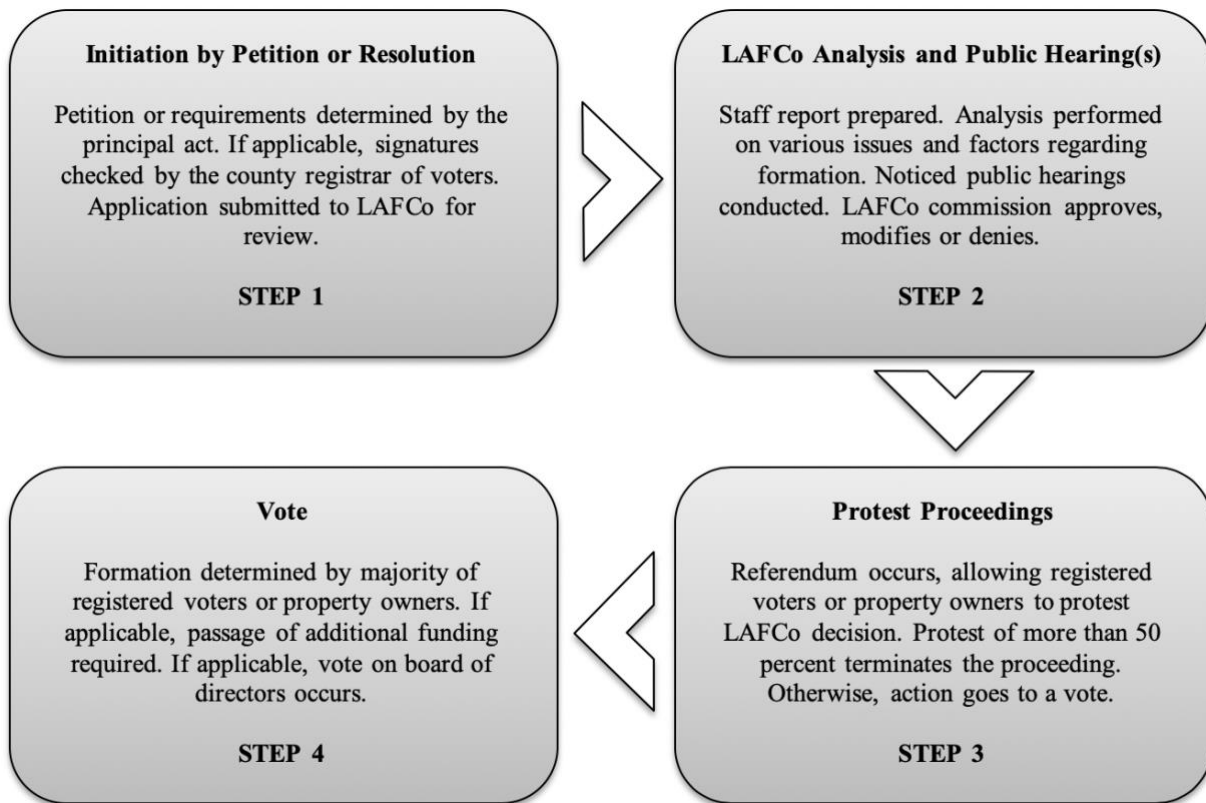 Initiation by Petition or Resolution
Petition or requirements determined by the
principal act. If applicable, signatures
checked by the county registrar of voters.
Application submitted to LAFCo for
review.
STEP 1
LAFCo Analysis and Public Hearing(s)
Staff report prepared. Analysis performed
on various issues and factors regarding
formation. Noticed public hearings
conducted. LAFCo commission approves,
modifies or denies.
STEP 2
Protest Proceedings
Referendum occurs, allowing registered
voters or property owners to protest
LAFCo decision. Protest of more than 50
percent terminates the proceeding.
Otherwise, action goes to a vote.
STEP 3
Vote
Formation determined by majority of
registered voters or property owners. If
applicable, passage of additional funding
required. If applicable, vote on board of
directors occurs.
STEP 4